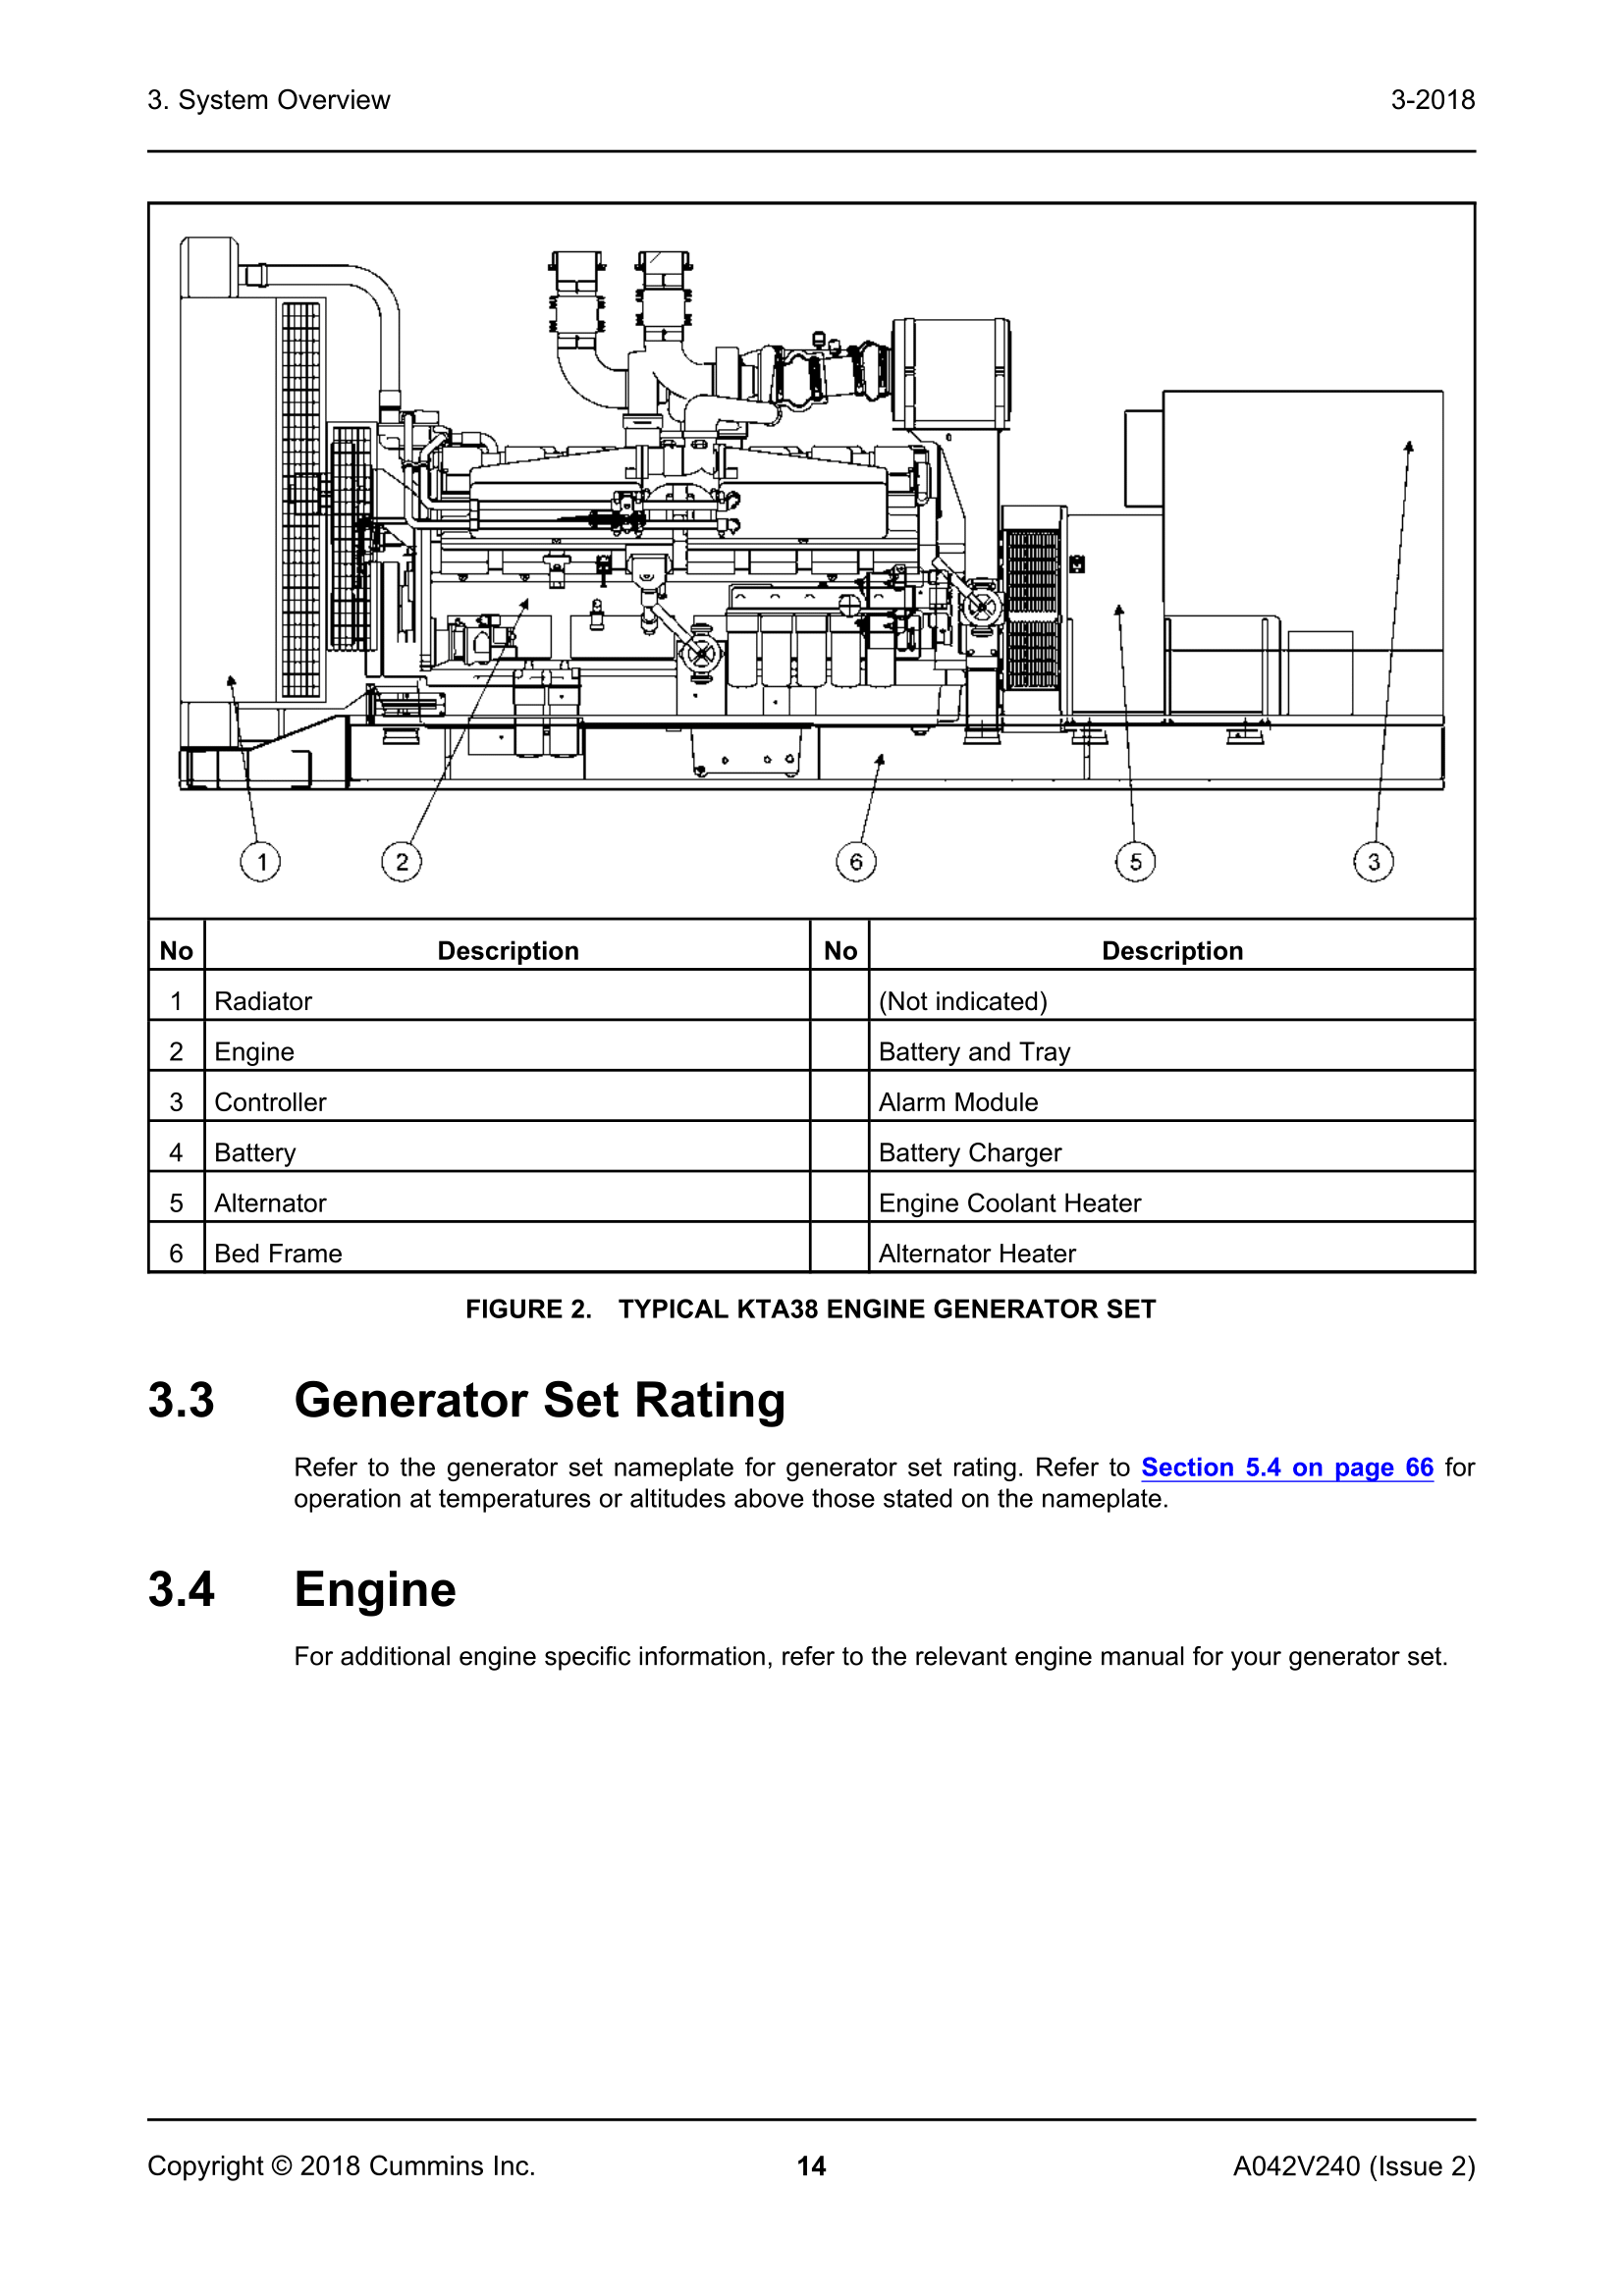 3. System Overview 3-2018
1 2 6 5 3
No Description No Description
1 Radiator (Not indicated)
2 Engine Battery and Tray
3 Controller Alarm Module
4 Battery Battery Charger
5 Alternator Engine Coolant Heater
6 Bed Frame Alternator Heater
FIGURE 2. TYPICAL KTA38 ENGINE GENERATOR SET
3.3 Generator Set Rating
Refer to the generator set nameplate for generator set rating. Refer to Section 5.4 on page 66 for
operation at temperatures or altitudes above those stated on the nameplate.
3.4 Engine
For additional engine specific information, refer to the relevant engine manual for your generator set.
Copyright © 2018 Cummins Inc. 14 A042V240 (Issue 2)